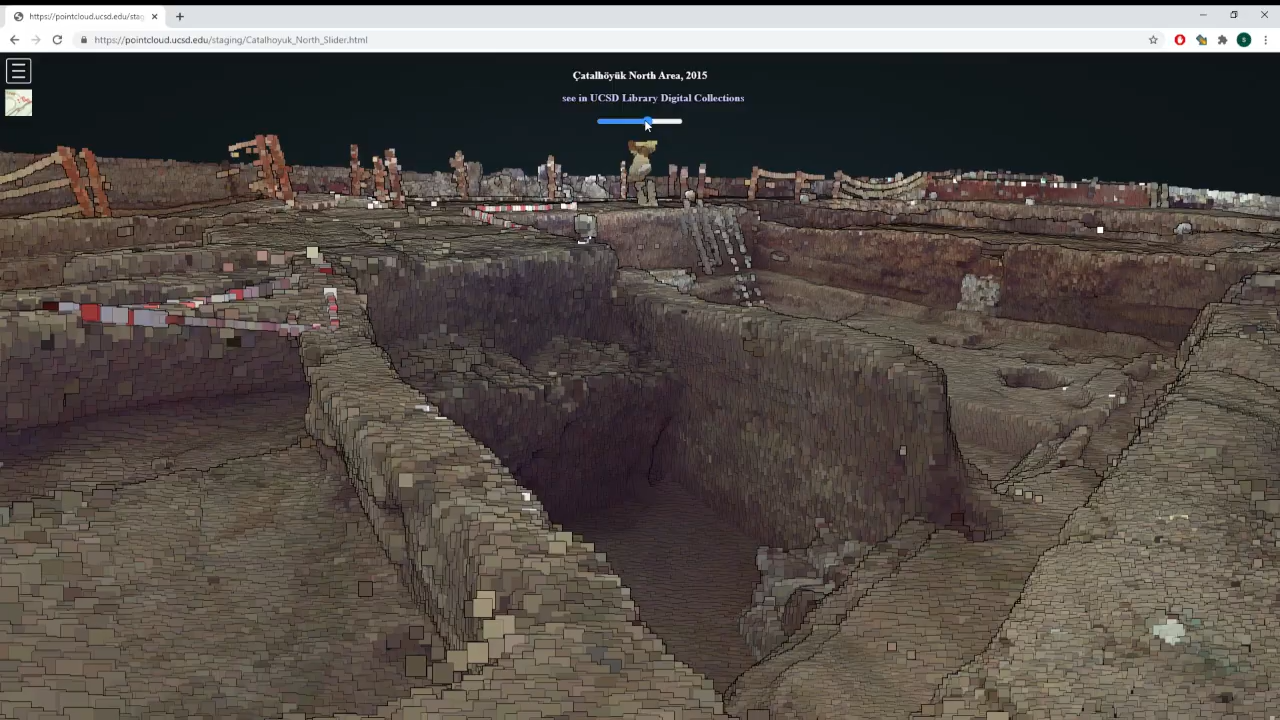 https://pointcloud.ucsd.edu/stag
https://pointcloud.ucsd.edu/staging/Catalhoyuk_North_Slider.html
S
Çatalhöyük North Area, 2015
see in UCSD Library Digital Collections